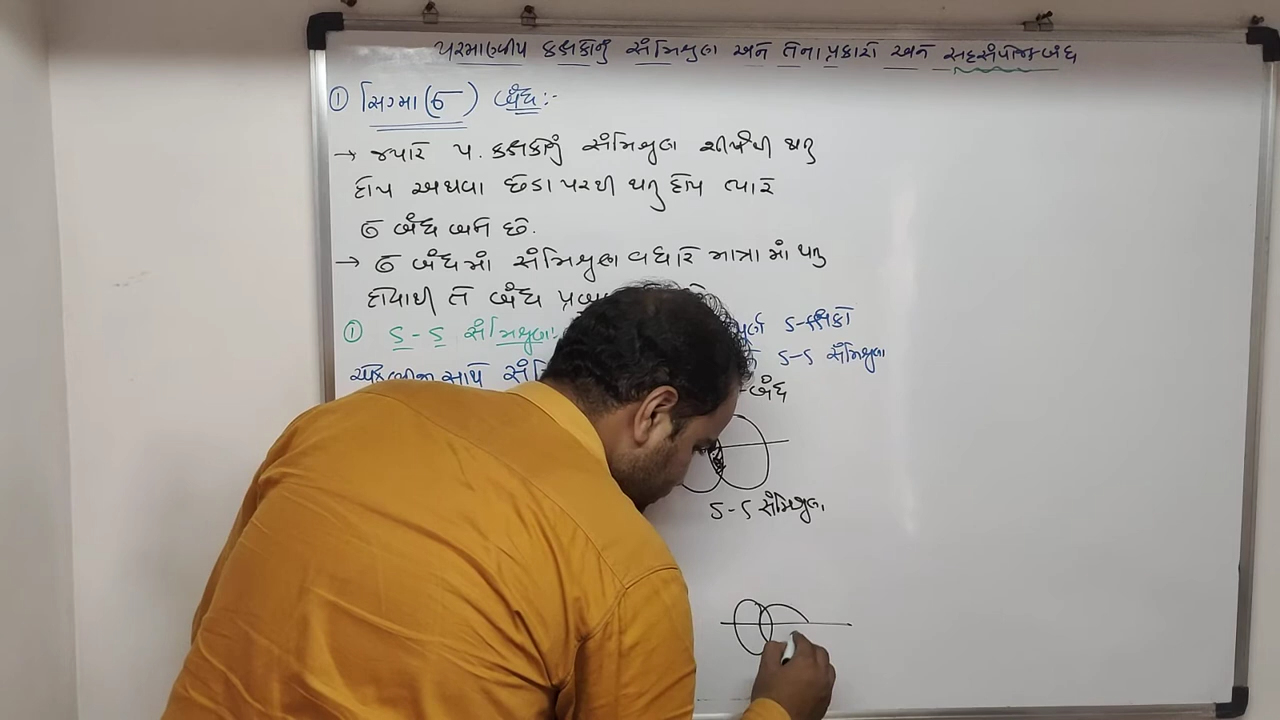 પરમાણ્વીય કક્ષકોનું સંમિશ્રણ અને તેના પ્રકારો અને સહસંયોજક બંધ
① સિગ્મા (σ) બંધ :-
→ જ્યારે પ. કક્ષકોનું સંમિશ્રણ શીર્ષથી થતુ
હોય અથવા છેડા પરથી થતુ હોય ત્યારે
σ બંધ બને છે.
→ σ બંધમાં સંમિશ્રણ વધારે માત્રા માં થતુ
હોવાથી તે બંધ
① s-s સંમિશ્રણ: s-કક્ષકો
એકબીજા સાથે s-s સંમિશ્રણ
-બંધ
s-s સંમિશ્રણ